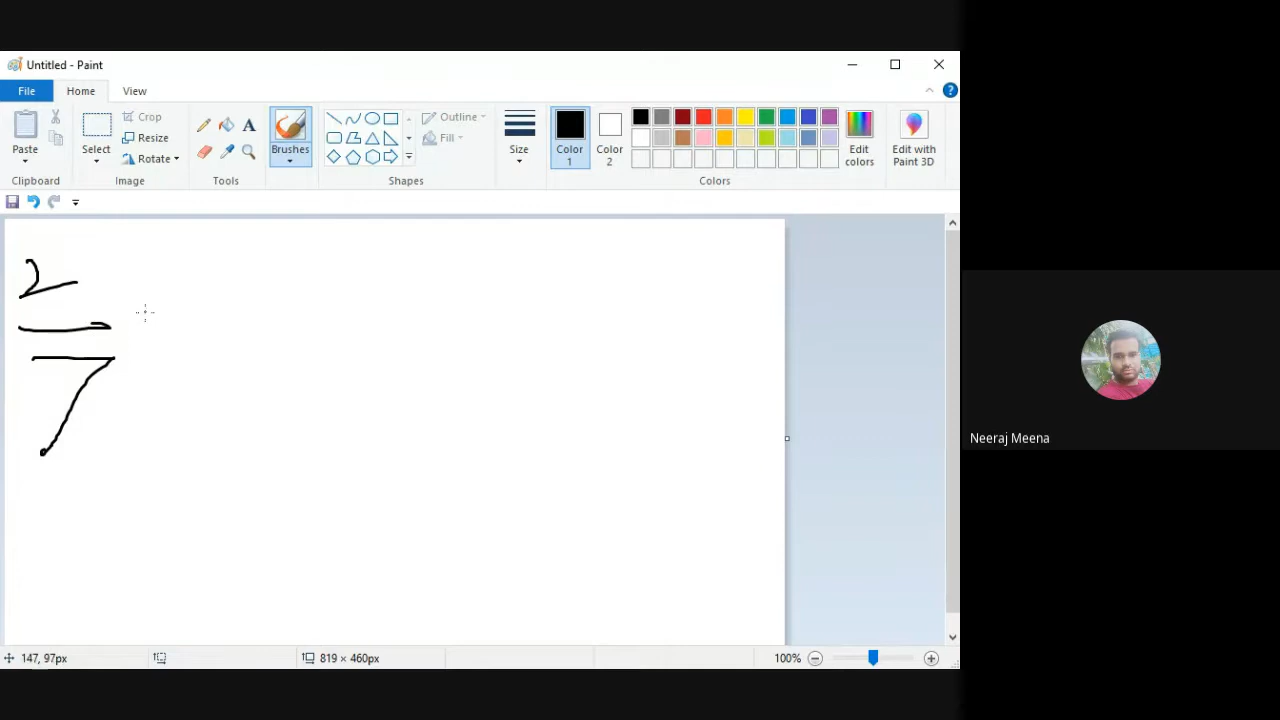 Untitled - Paint
File Home View
Paste
Clipboard
Select
Crop
Resize
Rotate
Image
Tools
Brushes
Shapes
Outline
Fill
Size
Color 1
Color 2
Edit colors
Edit with Paint 3D
Colors
2
7
Neeraj Meena
147, 97px
819 × 460px
100%